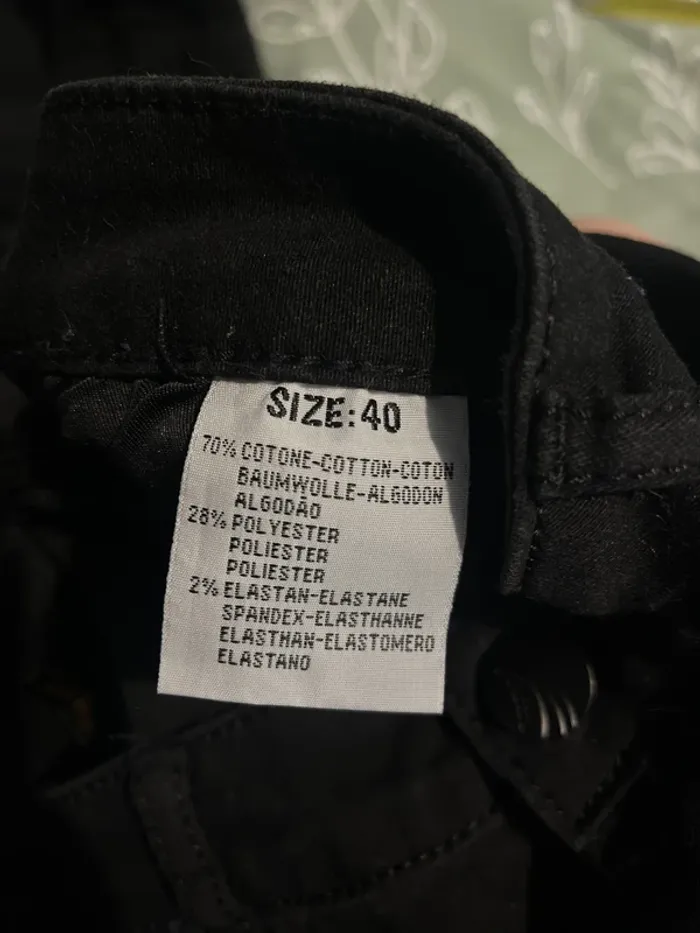 SIZE:40
70% COTONE-COTTON-COTON
BAUMWOLLE-ALGODON
ALGODÃO
28% POLYESTER
POLIESTER
POLIESTER
2% ELASTAN-ELASTANE
SPANDEX-ELASTHANNE
ELASTHAN-ELASTOMERO
ELASTANO